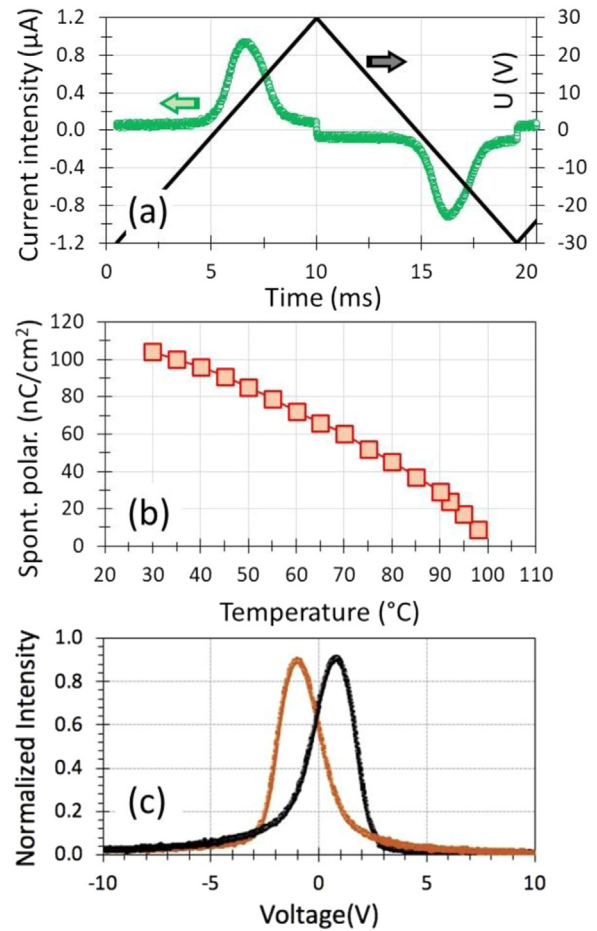 1.2
0.8
0.4
0.0
-0.4
-0.8
-1.2
Current intensity (µA)
30
20
10
0
-10
-20
-30
U (V)
(a)
0 5 10 15 20
Time (ms)
120
100
80
60
40
20
0
Spont. polar. (nC/cm²)
(b)
20 30 40 50 60 70 80 90 100 110
Temperature (°C)
1.0
0.8
0.6
0.4
0.2
0.0
Normalized Intensity
(c)
-10 -5 0 5 10
Voltage(V)